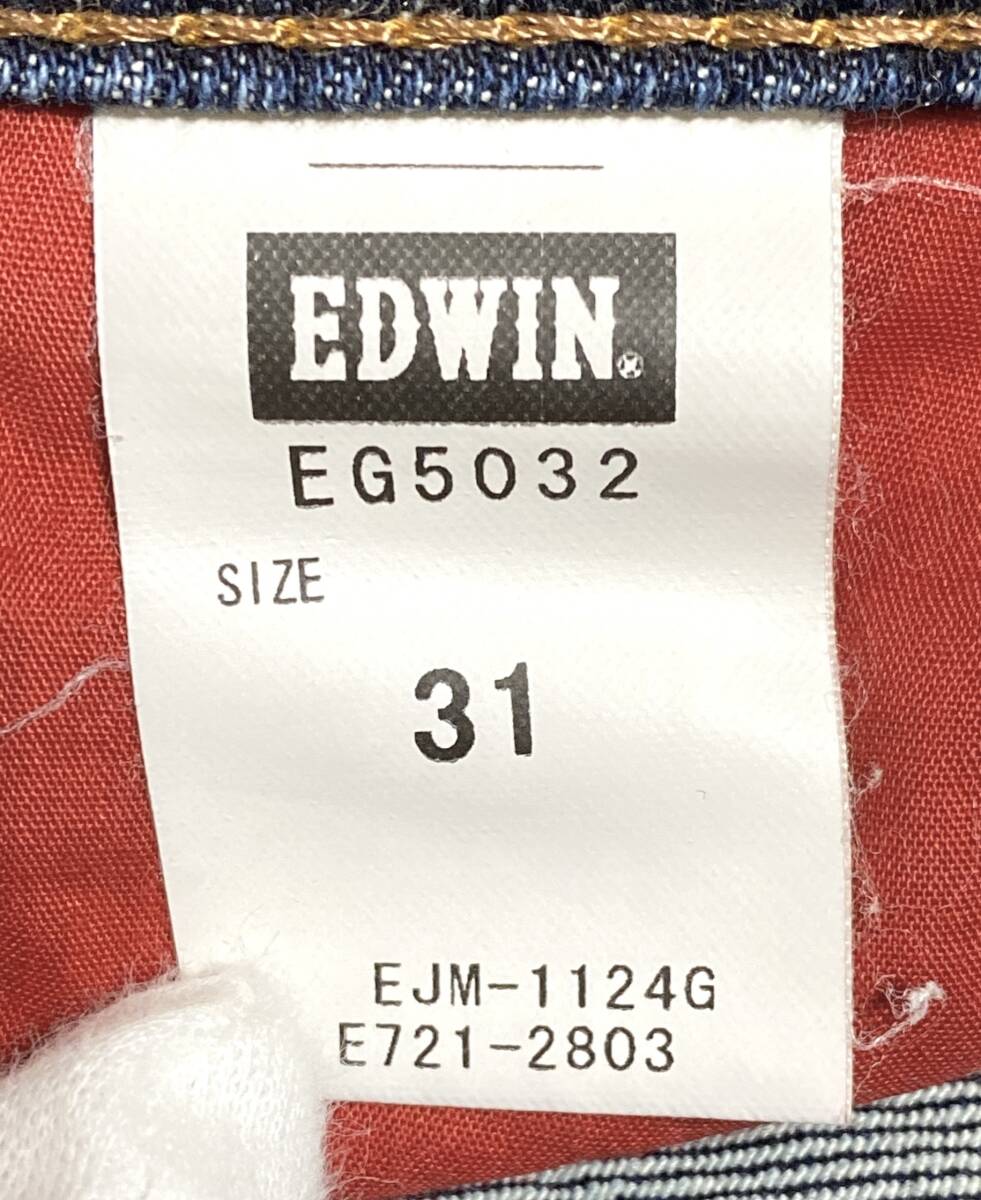 EDWIN®
EG5032
SIZE
31
EJM-1124G
E721-2803